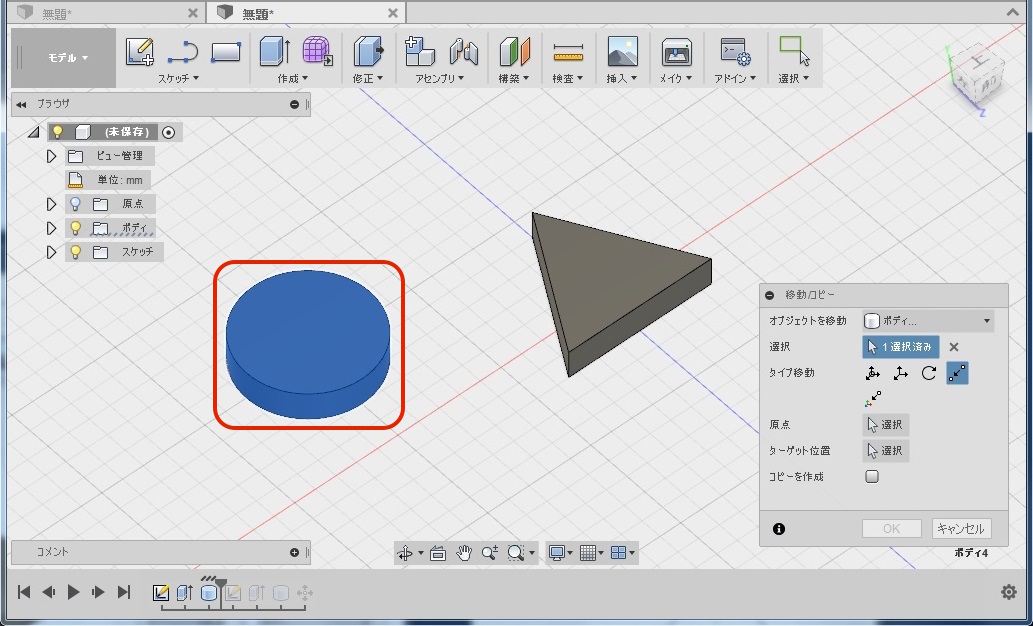 無題*
無題*
モデル
スケッチ
作成
修正
アセンブリ
構築
検査
挿入
メイク
アドイン
選択
ブラウザ
(未保存)
ビュー管理
単位: mm
原点
ボディ
スケッチ
Z
移動/コピー
オブジェクトを移動
ボディ...
選択
1 選択済み
タイプ移動
原点
選択
ターゲット位置
選択
コピーを作成
OK
キャンセル
ボディ4
コメント